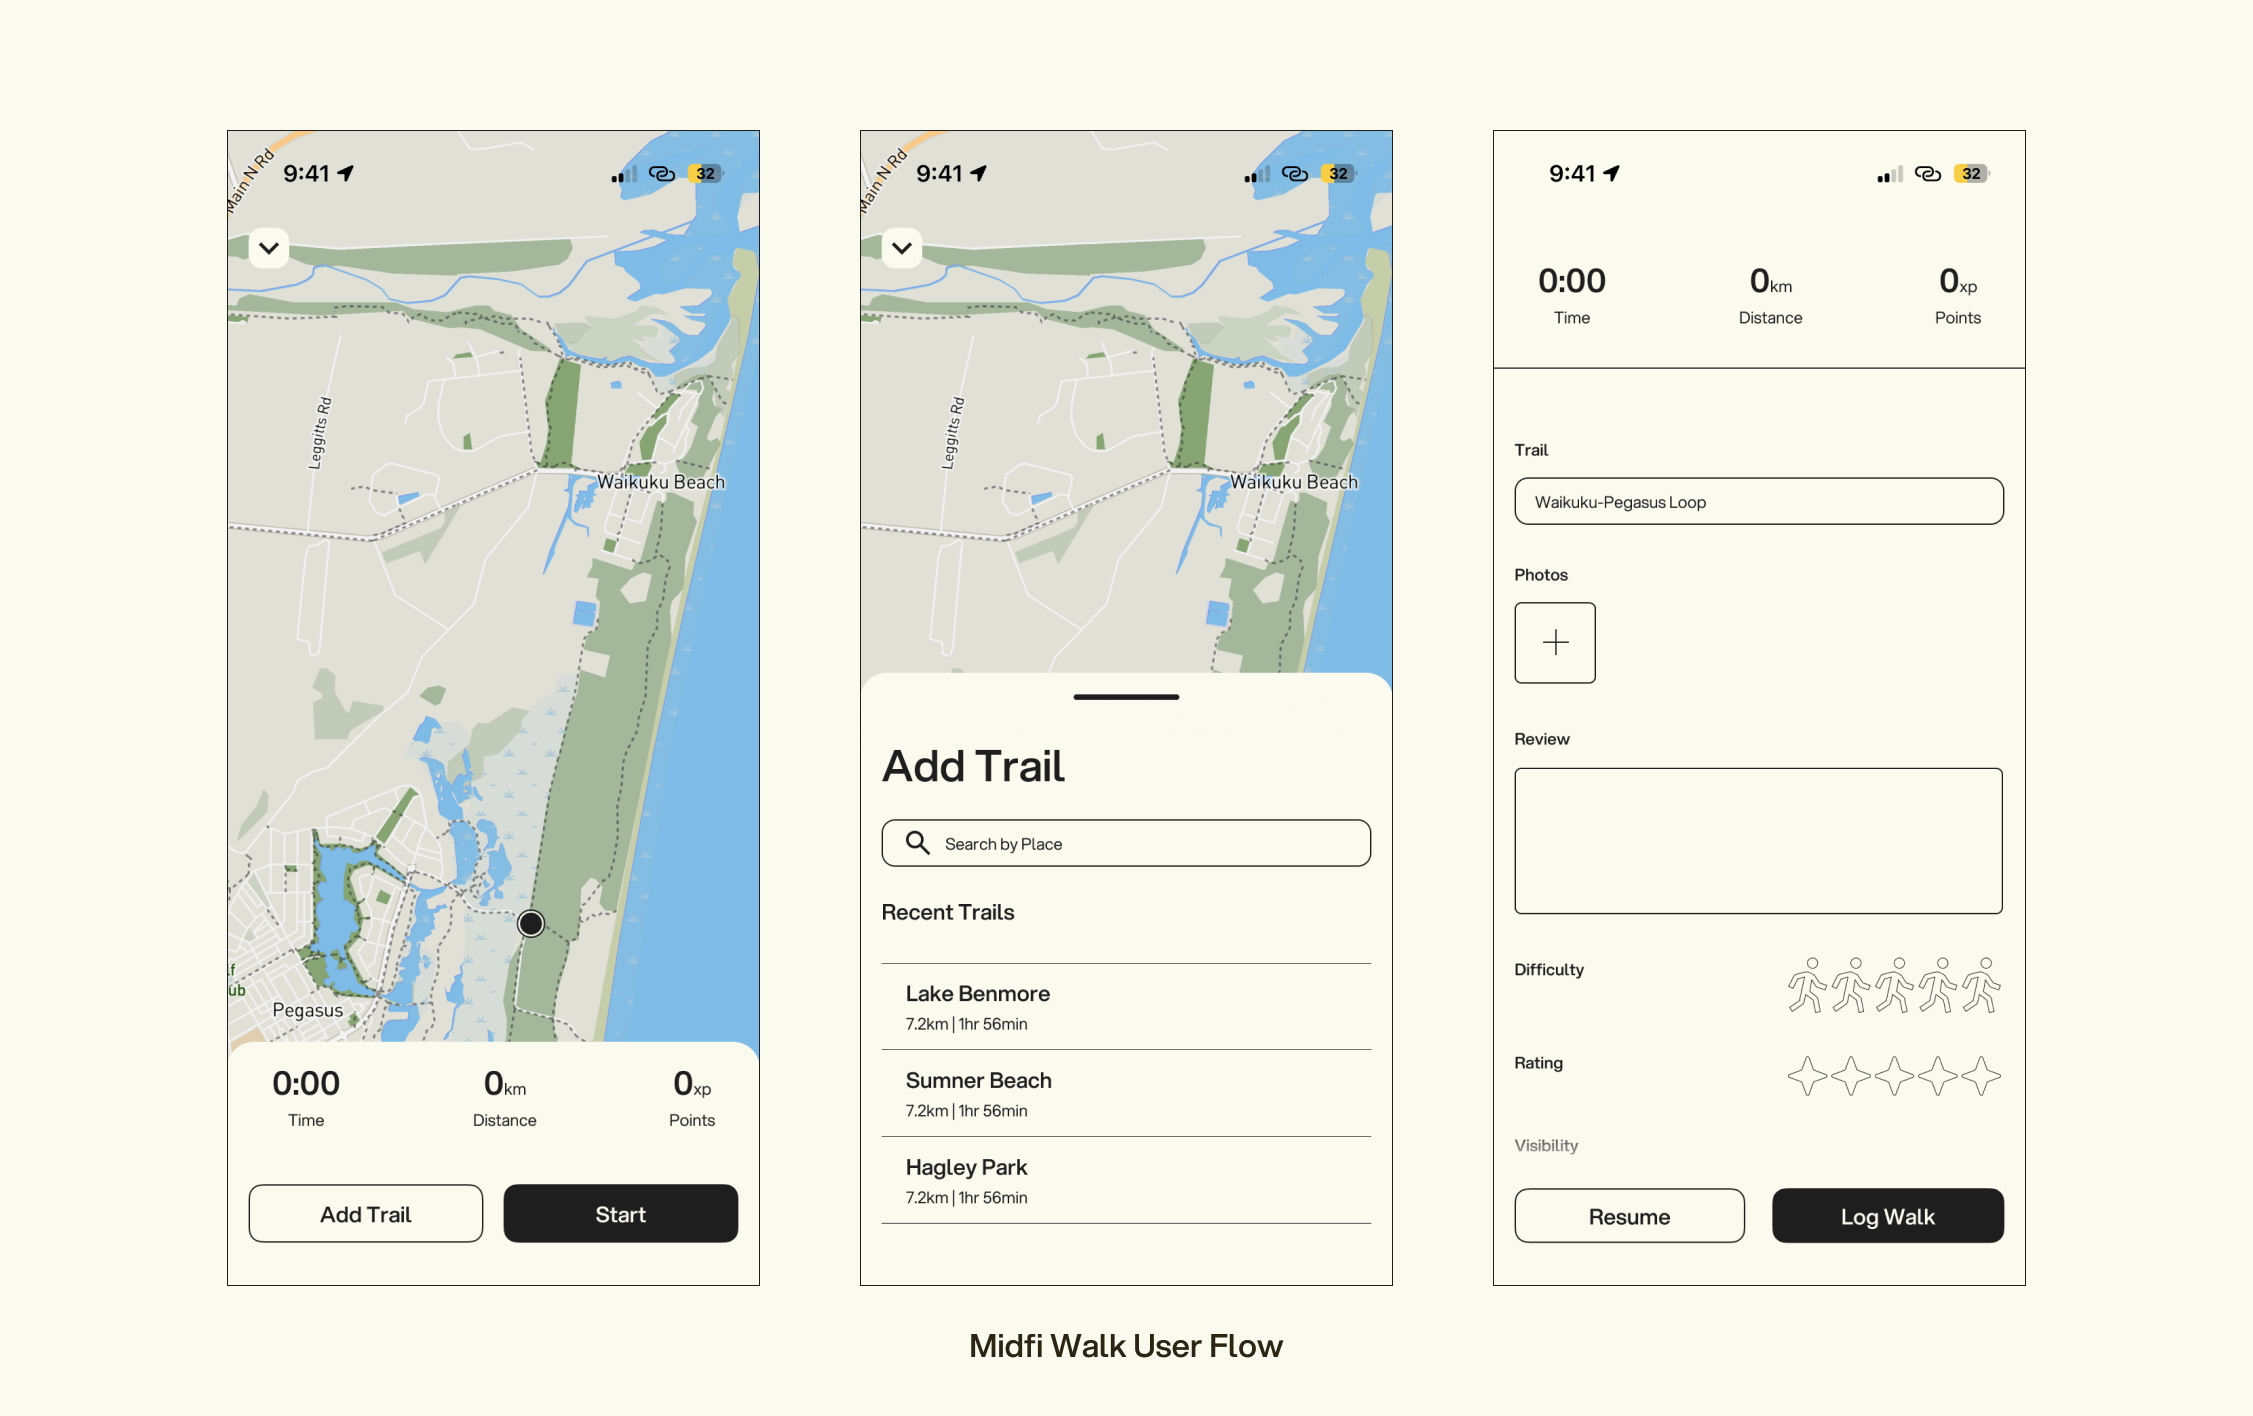 Main N Rd
9:41
32
Leggitts Rd
Waikuku Beach
lf
ub
Pegasus
0:00 0km 0xp
Time Distance Points
Add Trail Start
Main N Rd
9:41
32
Leggitts Rd
Waikuku Beach
Add Trail
Search by Place
Recent Trails
Lake Benmore
7.2km | 1hr 56min
Sumner Beach
7.2km | 1hr 56min
Hagley Park
7.2km | 1hr 56min
9:41
32
0:00 0km 0xp
Time Distance Points
Trail
Waikuku-Pegasus Loop
Photos
Review
Difficulty
Rating
Visibility
Resume Log Walk
Midfi Walk User Flow